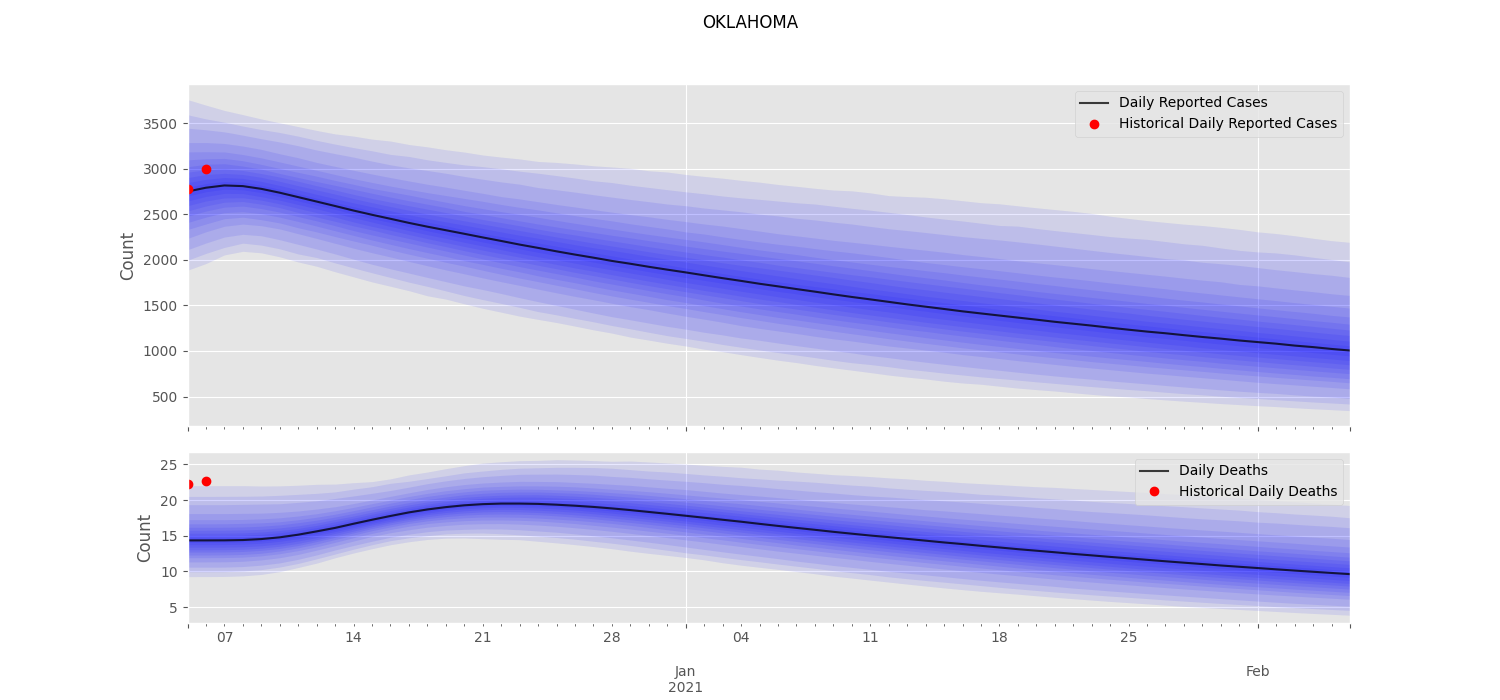 OKLAHOMA
Daily Reported Cases
Historical Daily Reported Cases
Count
3500
3000
2500
2000
1500
1000
500
Daily Deaths
Historical Daily Deaths
Count
25
20
15
10
5
07 14 21 28 04 11 18 25
Jan Feb
2021